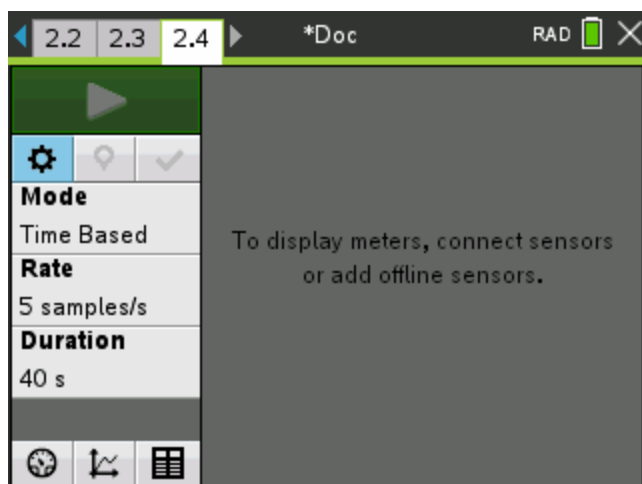 2.2 2.3 2.4 *Doc RAD
Mode
Time Based
Rate
5 samples/s
Duration
40 s
To display meters, connect sensors
or add offline sensors.